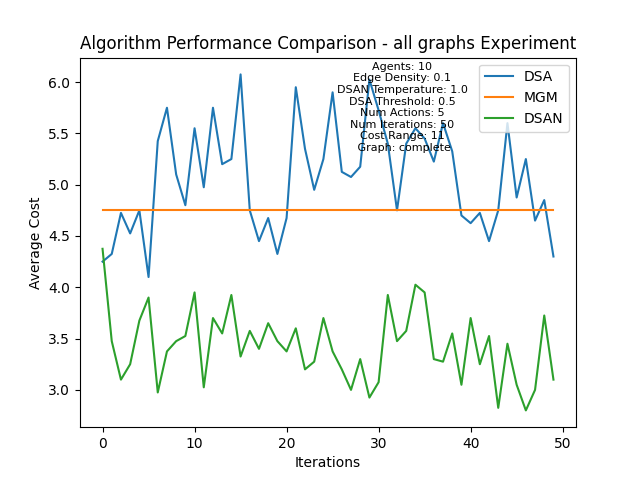 Algorithm Performance Comparison - all graphs Experiment
Agents: 10
Edge Density: 0.1
DSAN Temperature: 1.0
DSA Threshold: 0.5
Num Actions: 5
Num Iterations: 50
Cost Range: 11
Graph: complete
DSA
MGM
DSAN
Average Cost
6.0
5.5
5.0
4.5
4.0
3.5
3.0
0 10 20 30 40 50
Iterations